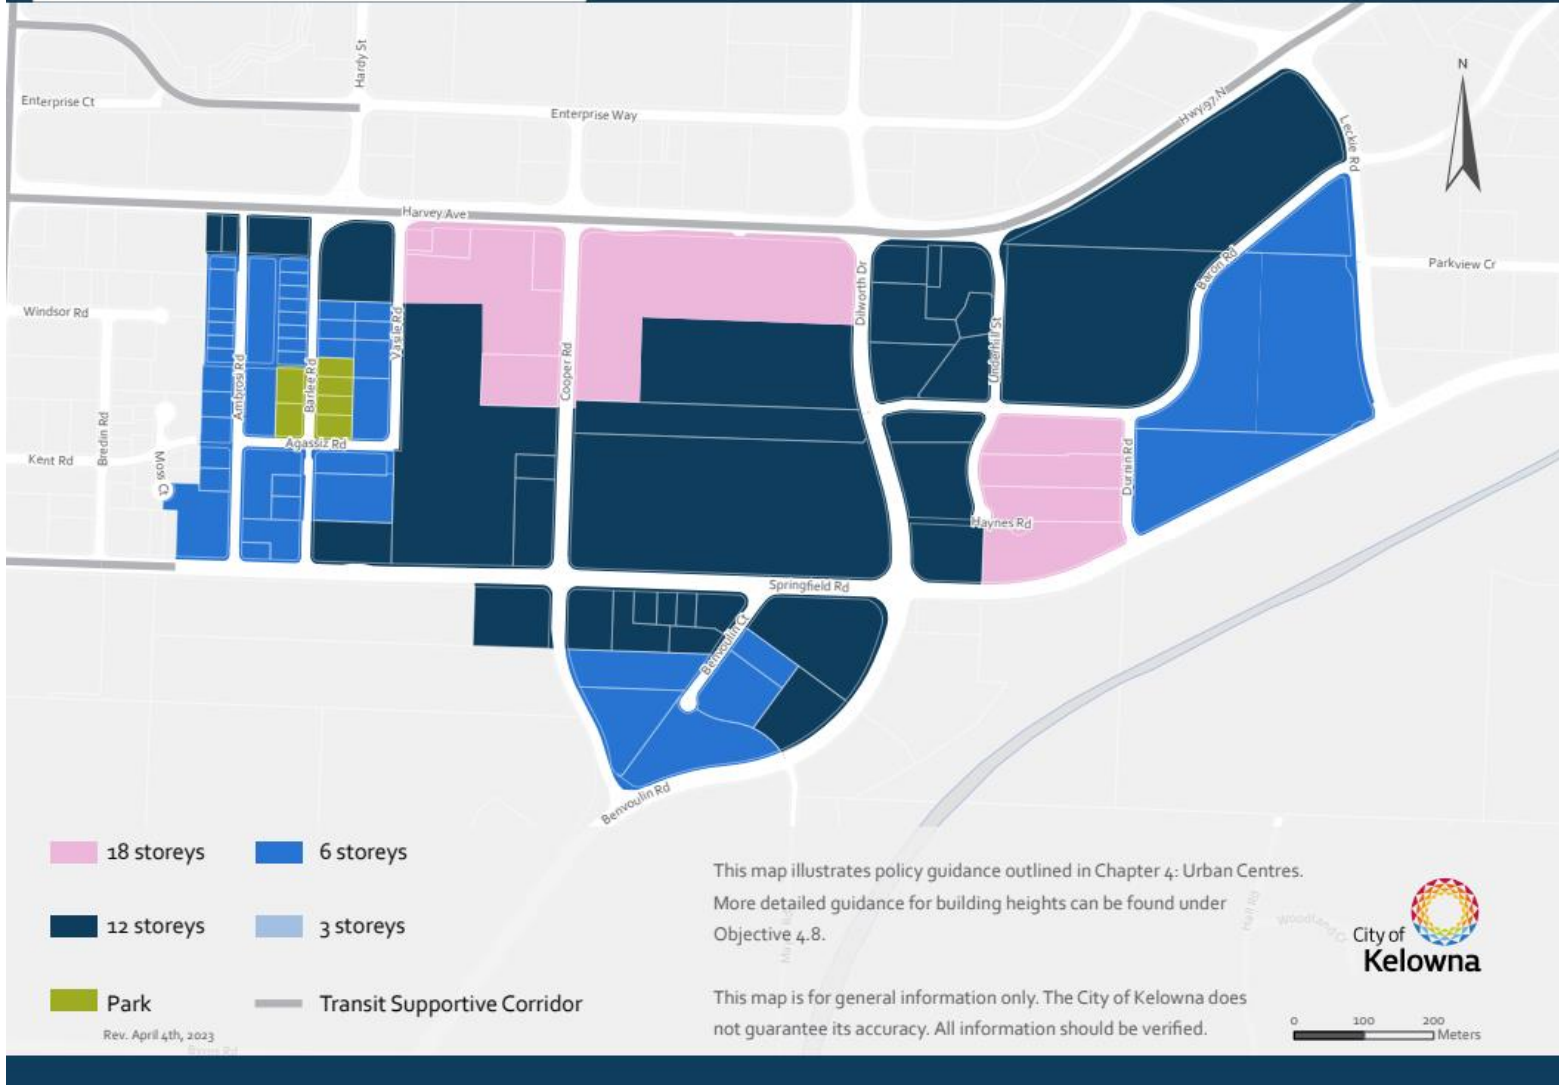 Hardy St
N
Enterprise Ct
Enterprise Way
Hwy 97 N
Leckie Rd
Harvey Ave
Parkview Cr
Baron Rd
Dilworth Dr
Windsor Rd
Vasile Rd
Underhill St
Cooper Rd
Ambrosi Rd
Barlee Rd
Bredin Rd
Agassiz Rd
Kent Rd
Moss Ct
Durnin Rd
Haynes Rd
Springfield Rd
Benvoulin Ct
Benvoulin Rd
18 storeys
6 storeys
12 storeys
3 storeys
Park
Transit Supportive Corridor
Rev. April 4th, 2023
This map illustrates policy guidance outlined in Chapter 4: Urban Centres.
More detailed guidance for building heights can be found under
Objective 4.8.
This map is for general information only. The City of Kelowna does
not guarantee its accuracy. All information should be verified.
Hall Rd
City of
Kelowna
0 100 200
Meters